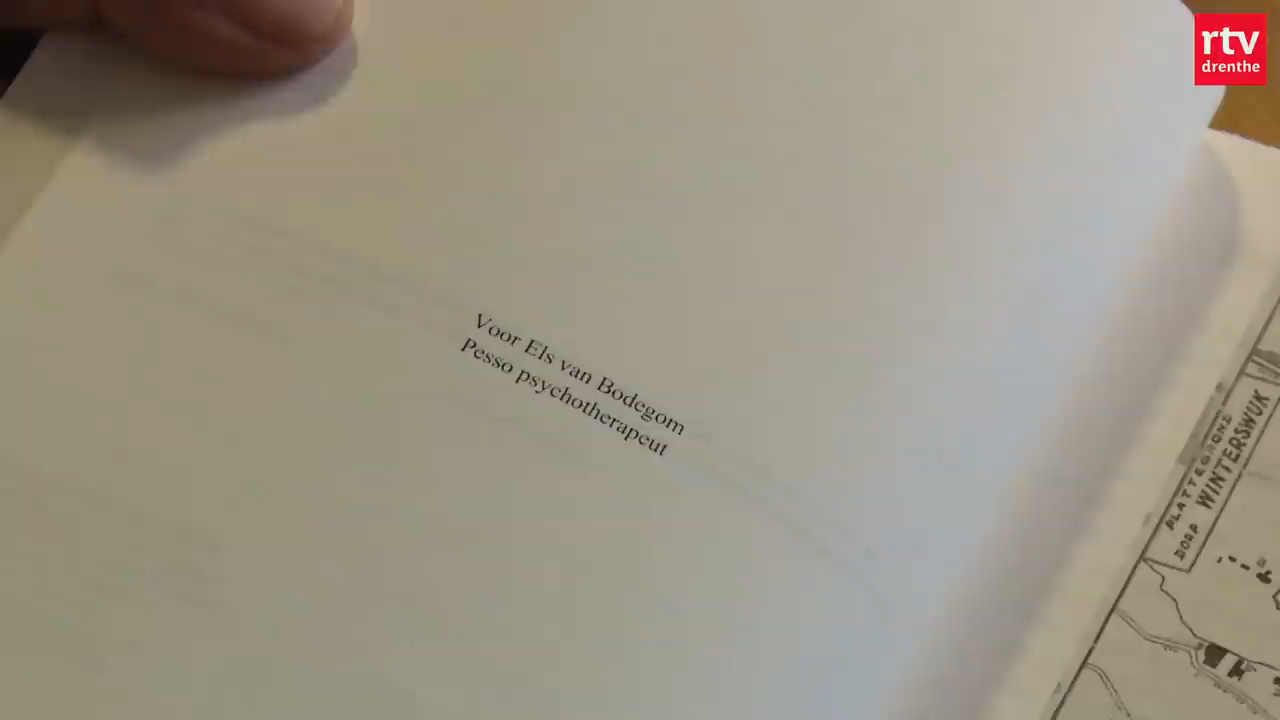 rtv
drenthe
Voor Els van Bodegom
Pesso psychotherapeut
PLATTEGROND
DORP WINTERSWIJK